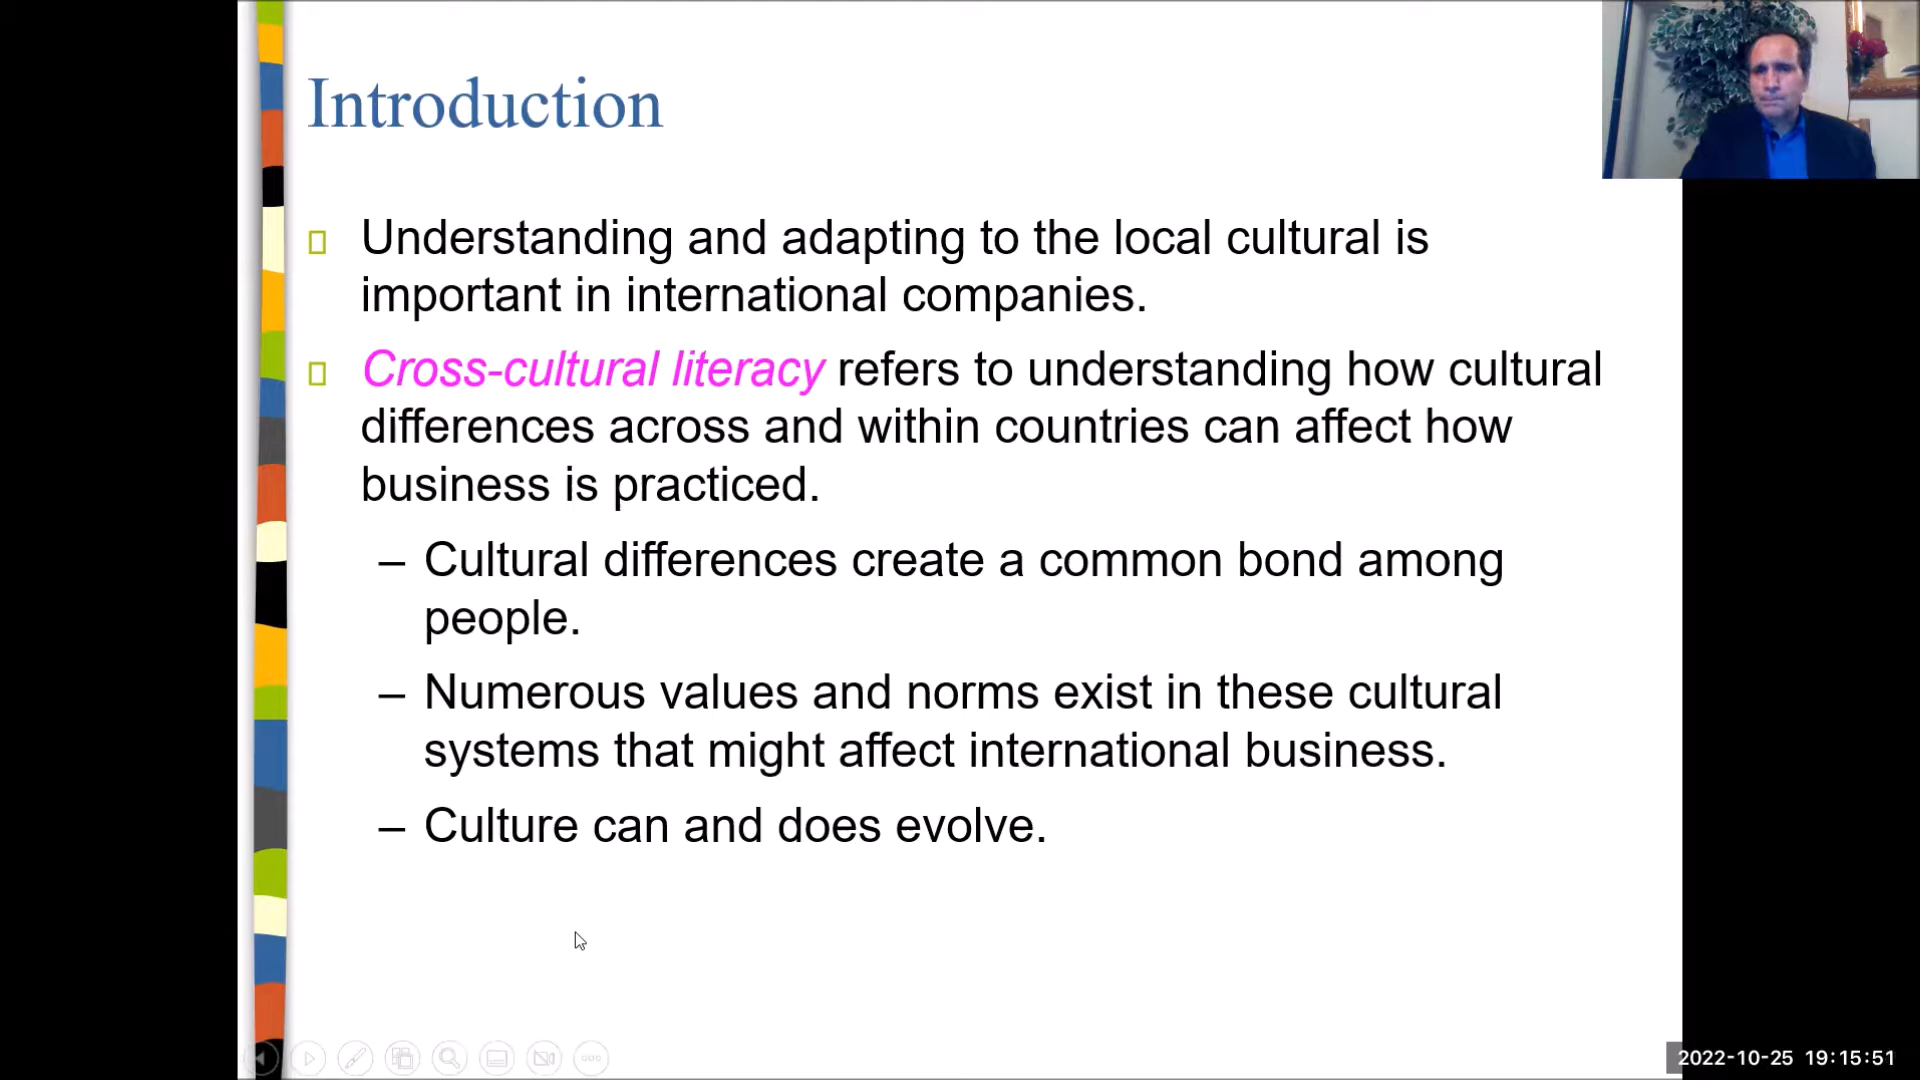 Introduction
Understanding and adapting to the local cultural is
important in international companies.
Cross-cultural literacy refers to understanding how cultural
differences across and within countries can affect how
business is practiced.
– Cultural differences create a common bond among
people.
– Numerous values and norms exist in these cultural
systems that might affect international business.
– Culture can and does evolve.
2022-10-25 19:15:51